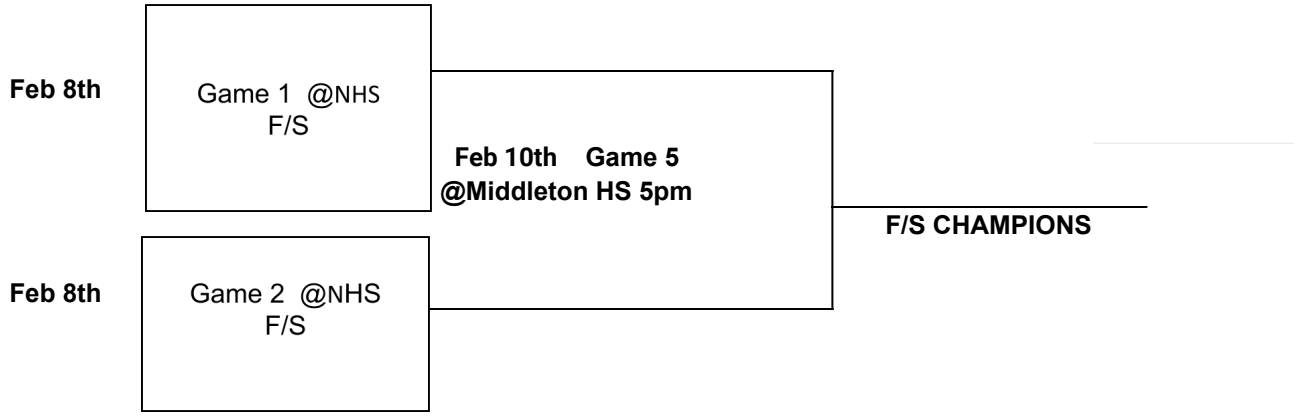 Feb 8th
Game 1 @NHS
F/S
Feb 10th Game 5
@Middleton HS 5pm
F/S CHAMPIONS
Feb 8th
Game 2 @NHS
F/S